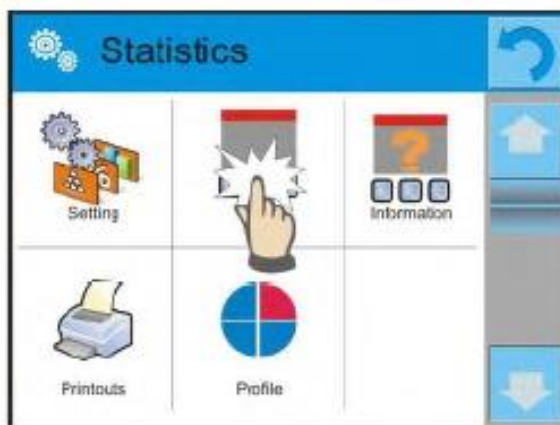 Statistics
Setting
Information
Printouts
Profile